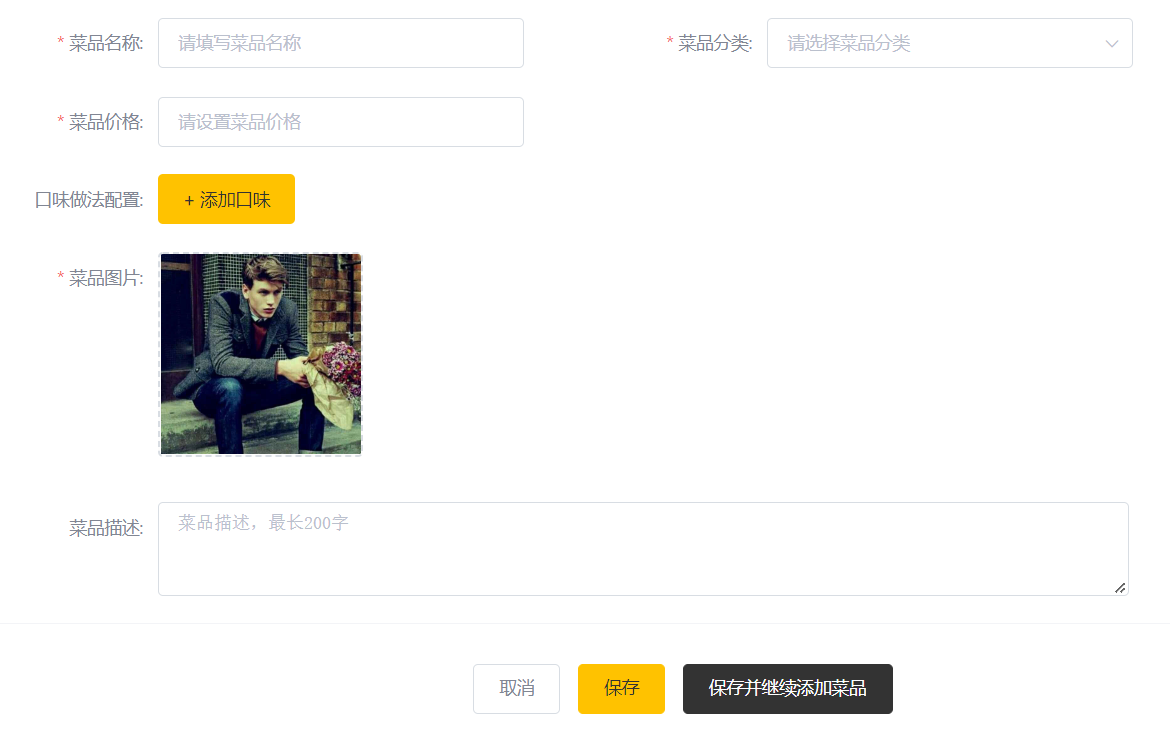 * 菜品名称: 请填写菜品名称 * 菜品分类: 请选择菜品分类
* 菜品价格: 请设置菜品价格
口味做法配置: + 添加口味
* 菜品图片:
菜品描述: 菜品描述，最长200字
取消 保存 保存并继续添加菜品